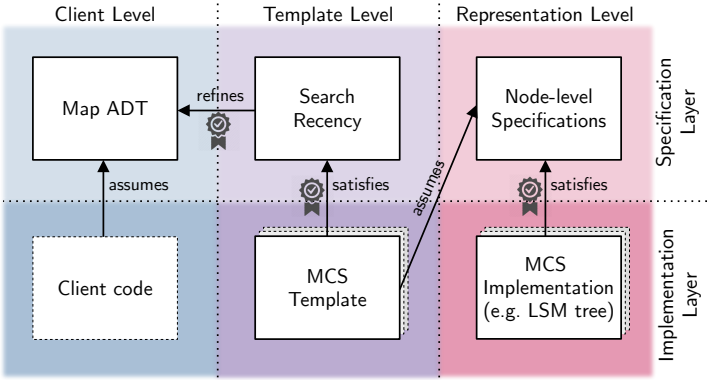 Client Level
Template Level
Representation Level
Map ADT
refines
Search
Recency
Node-level
Specifications
Specification
Layer
assumes
satisfies
assumes
satisfies
Client code
MCS
Template
MCS
Implementation
(e.g. LSM tree)
Implementation
Layer